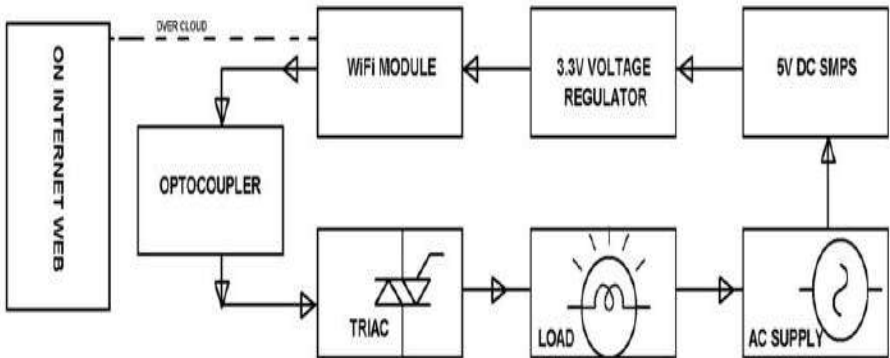 OVER CLOUD
ON INTERNET WEB
WiFi MODULE
3.3V VOLTAGE
REGULATOR
5V DC SMPS
OPTOCOUPLER
TRIAC
LOAD
AC SUPPLY